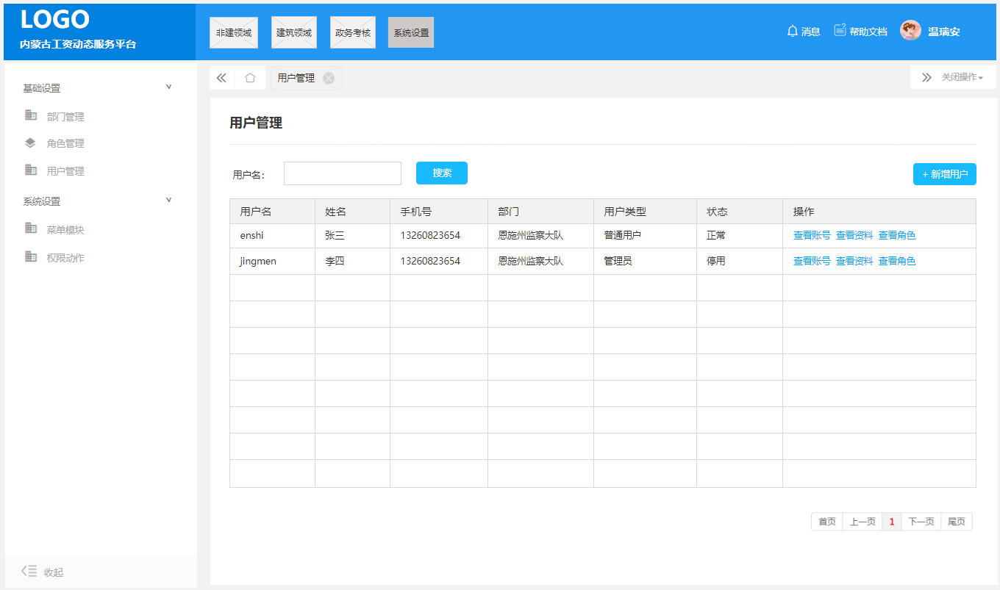 LOGO
内蒙古工资动态服务平台
非建领域
建筑领域
政务考核
系统设置
消息
帮助文档
温瑞安
基础设置
部门管理
角色管理
用户管理
系统设置
菜单模块
权限动作
收起
用户管理
关闭操作
用户管理
用户名：
搜索
+ 新增用户
用户名 姓名 手机号 部门 用户类型 状态 操作
enshi 张三 13260823654 恩施州监察大队 普通用户 正常 查看账号 查看资料 查看角色
jingmen 李四 13260823654 恩施州监察大队 管理员 停用 查看账号 查看资料 查看角色
首页 上一页 1 下一页 尾页